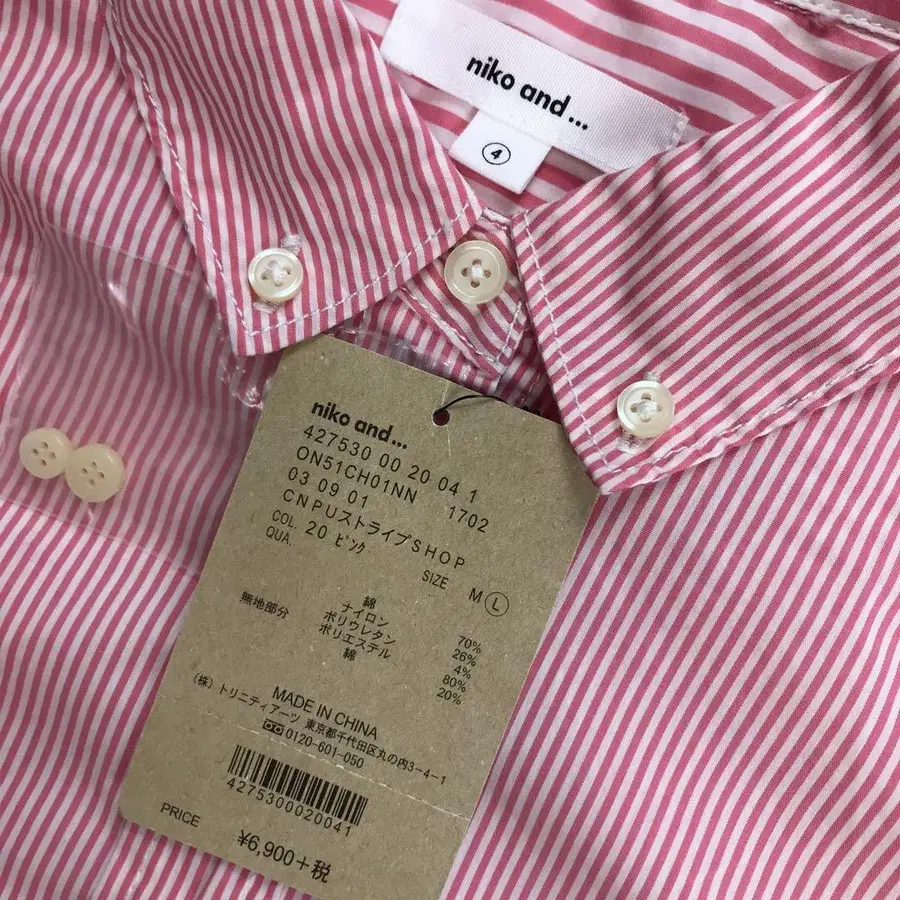 niko and...
4
niko and...
427530 00 20 04 1
ON51CH01NN 1702
03 09 01
CNPUストライプSHOP
COL. 20 ピンク
QUA.
SIZE M L
綿 70%
ナイロン 26%
ポリウレタン 4%
無地部分 ポリエステル 80%
綿 20%
MADE IN CHINA
(株)トリニティアーツ 東京都千代田区丸の内3-4-1
0120-601-050
4275300020041
PRICE ¥6,900+税